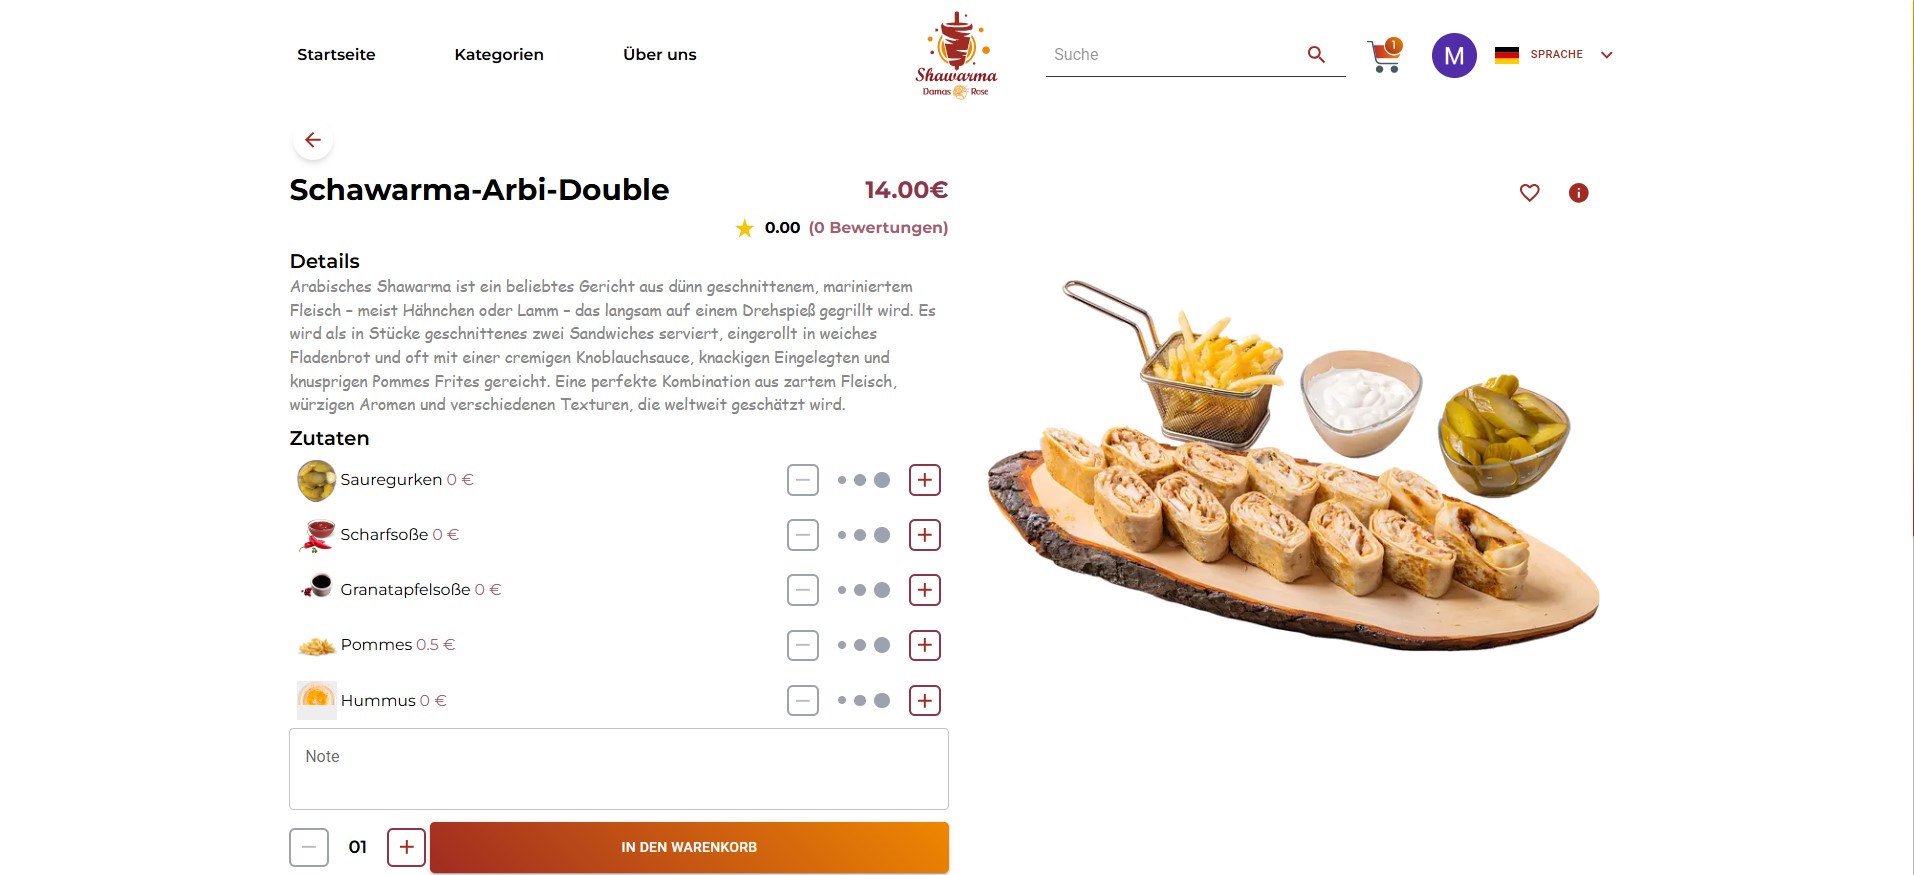 Startseite
Kategorien
Über uns
Shawarma
Damas Rose
Suche
1
M
SPRACHE
Schawarma-Arbi-Double
14.00€
0.00 (0 Bewertungen)
Details
Arabisches Shawarma ist ein beliebtes Gericht aus dünn geschnittenem, mariniertem
Fleisch – meist Hähnchen oder Lamm – das langsam auf einem Drehspieß gegrillt wird. Es
wird als in Stücke geschnittenes zwei Sandwiches serviert, eingerollt in weiches
Fladenbrot und oft mit einer cremigen Knoblauchsauce, knackigen Eingelegten und
knusprigen Pommes Frites gereicht. Eine perfekte Kombination aus zartem Fleisch,
würzigen Aromen und verschiedenen Texturen, die weltweit geschätzt wird.
Zutaten
Sauregurken 0 €
Scharfsoße 0 €
Granatapfelsoße 0 €
Pommes 0.5 €
Hummus 0 €
Note
01
IN DEN WARENKORB